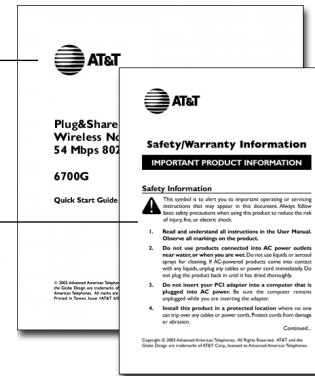 AT&T
Plug&Share
Wireless
54 Mbps
6700G
Quick Start Guide
© 2003 Advanced American
the Globe Design are trademarks of
American Telephones. All marks are
Printed in Taiwan. Issue
AT&T
Safety/Warranty Information
IMPORTANT PRODUCT INFORMATION
Safety Information
This symbol is to alert you to important operating or servicing
instructions that may appear in this document. Always follow
basic safety precautions when using this product to reduce the risk
of injury, fire, or electric shock.
1. Read and understand all instructions in the User Manual.
Observe all markings on the product.
2. Do not use products connected into AC power outlets
near water, or when you are wet. Do not use liquids or aerosol
sprays for cleaning. If AC-powered products come into contact
with any liquids, unplug any cables or power cord immediately. Do
not plug the product back in until it has dried thoroughly.
3. Do not insert your PCI adapter into a computer that is
plugged into AC power. Be sure the computer remains
unplugged while you are inserting the adapter.
4. Install this product in a protected location where no one
can trip over any cables or power cords. Protect cords from damage
or abrasion.
Continued...
Copyright © 2003 Advanced American Telephones. All Rights Reserved. AT&T and the
Globe Design are trademarks of AT&T Corp., licensed to Advanced American Telephones.